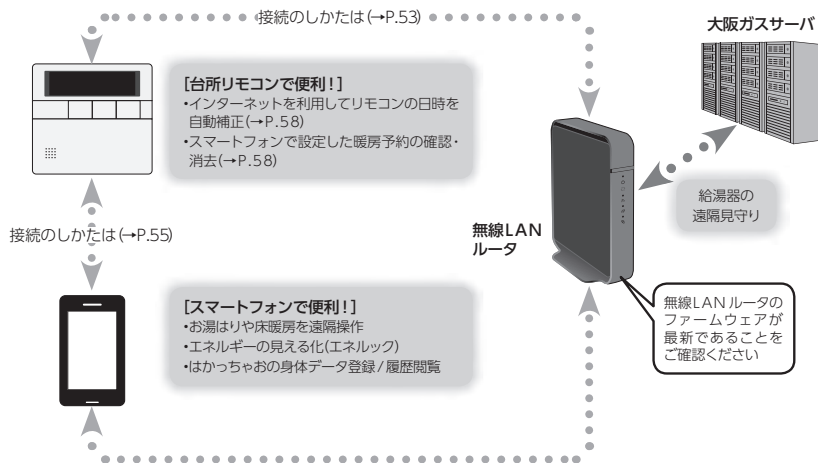 接続のしかたは(→P.53)
大阪ガスサーバ
[台所リモコンで便利!]
・インターネットを利用してリモコンの日時を
自動補正(→P.58)
・スマートフォンで設定した暖房予約の確認・
消去(→P.58)
給湯器の
遠隔見守り
無線LAN
ルータ
接続のしかたは(→P.55)
[スマートフォンで便利!]
・お湯はりや床暖房を遠隔操作
・エネルギーの見える化(エネルック)
・はかっちゃおの身体データ登録/履歴閲覧
無線LANルータの
ファームウェアが
最新であることを
ご確認ください